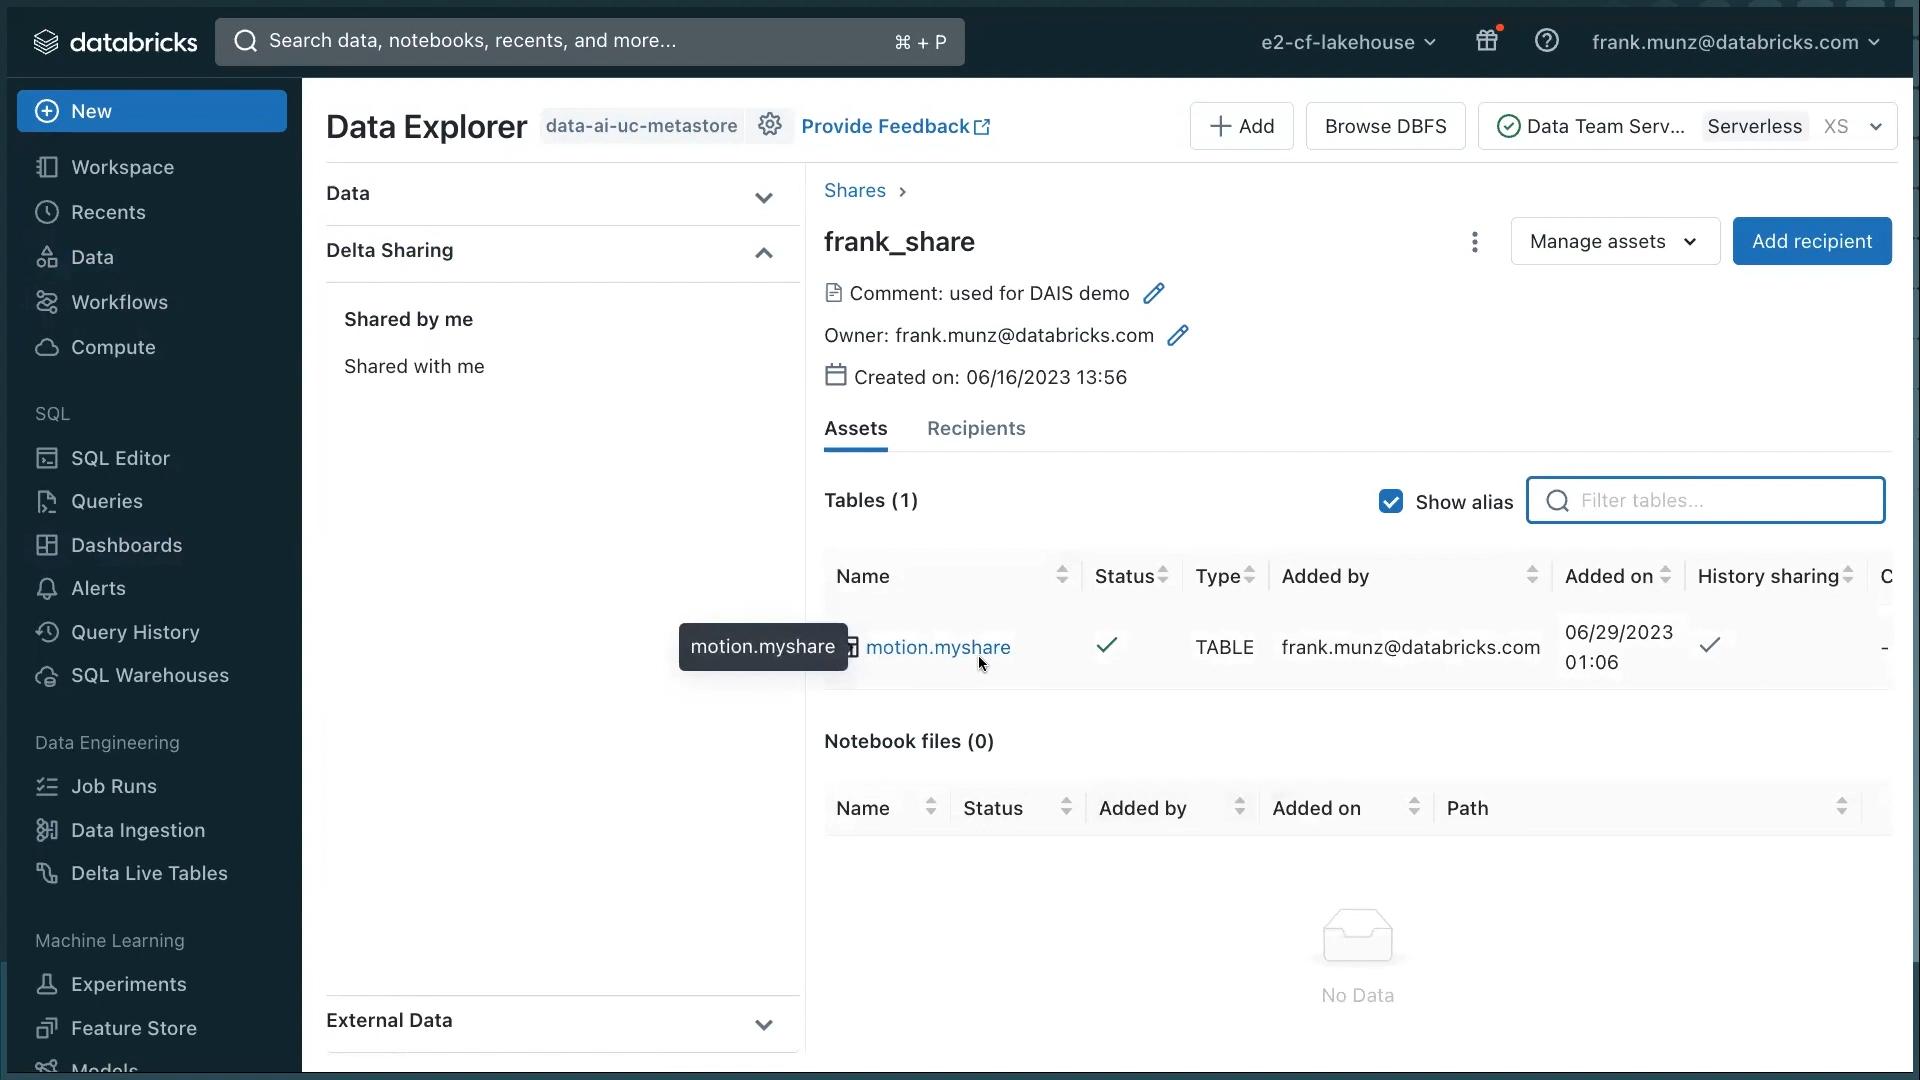 databricks
Search data, notebooks, recents, and more...
⌘ + P
e2-cf-lakehouse
frank.munz@databricks.com
New
Workspace
Recents
Data
Workflows
Compute
SQL
SQL Editor
Queries
Dashboards
Alerts
Query History
SQL Warehouses
Data Engineering
Job Runs
Data Ingestion
Delta Live Tables
Machine Learning
Experiments
Feature Store
Models
Data Explorer
data-ai-uc-metastore
Provide Feedback
Add
Browse DBFS
Data Team Serv...
Serverless
XS
Data
Delta Sharing
Shared by me
Shared with me
External Data
Shares ›
frank_share
Manage assets
Add recipient
Comment: used for DAIS demo
Owner: frank.munz@databricks.com
Created on: 06/16/2023 13:56
Assets
Recipients
Tables (1)
Show alias
Filter tables...
Name
Status
Type
Added by
Added on
History sharing
C
motion.myshare
motion.myshare
TABLE
frank.munz@databricks.com
06/29/2023
01:06
-
Notebook files (0)
Name
Status
Added by
Added on
Path
No Data